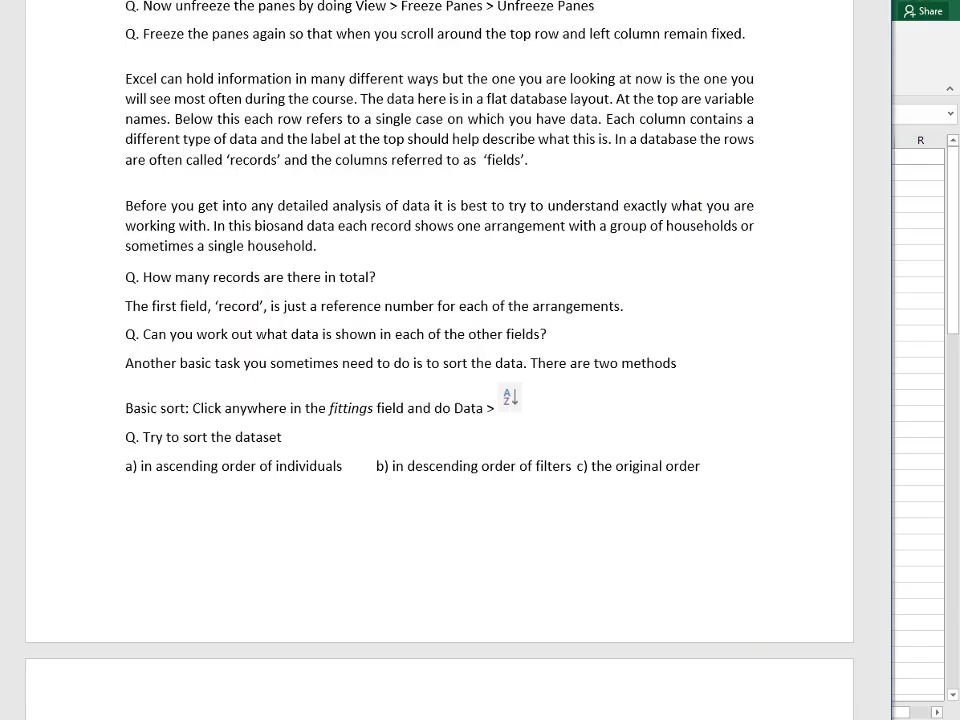 Q. Now unfreeze the panes by doing View > Freeze Panes > Unfreeze Panes
Share
Q. Freeze the panes again so that when you scroll around the top row and left column remain fixed.
Excel can hold information in many different ways but the one you are looking at now is the one you
will see most often during the course. The data here is in a flat database layout. At the top are variable
names. Below this each row refers to a single case on which you have data. Each column contains a
different type of data and the label at the top should help describe what this is. In a database the rows
R
are often called ‘records’ and the columns referred to as  ‘fields’.
Before you get into any detailed analysis of data it is best to try to understand exactly what you are
working with. In this biosand data each record shows one arrangement with a group of households or
sometimes a single household.
Q. How many records are there in total?
The first field, ‘record’, is just a reference number for each of the arrangements.
Q. Can you work out what data is shown in each of the other fields?
Another basic task you sometimes need to do is to sort the data. There are two methods
Basic sort: Click anywhere in the fittings field and do Data > AZ↓
Q. Try to sort the dataset
a) in ascending order of individuals b) in descending order of filters c) the original order